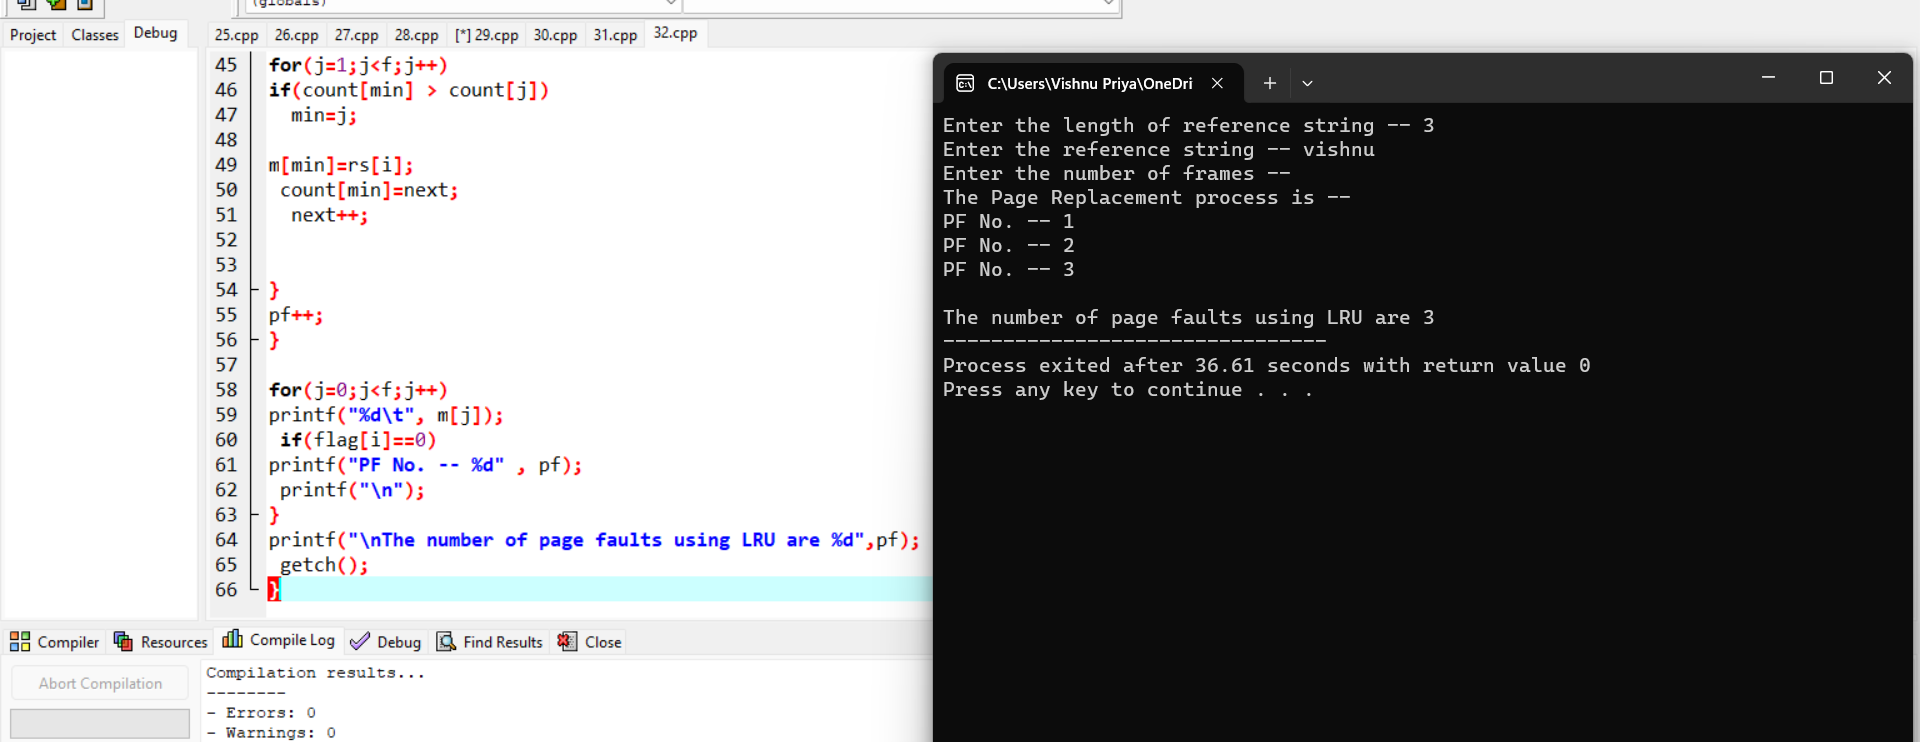 (globals)
Project Classes Debug
25.cpp 26.cpp 27.cpp 28.cpp [*] 29.cpp 30.cpp 31.cpp 32.cpp
45 for(j=1;j<f;j++)
46 if(count[min] > count[j])
47 min=j;
48
49 m[min]=rs[i];
50 count[min]=next;
51 next++;
52
53
54 }
55 pf++;
56 }
57
58 for(j=0;j<f;j++)
59 printf("%d\t", m[j]);
60 if(flag[i]==0)
61 printf("PF No. -- %d" , pf);
62 printf("\n");
63 }
64 printf("\nThe number of page faults using LRU are %d",pf);
65 getch();
66 }
Compiler Resources Compile Log Debug Find Results Close
Abort Compilation
Compilation results...
--------
- Errors: 0
- Warnings: 0
C:\Users\Vishnu Priya\OneDri
Enter the length of reference string -- 3
Enter the reference string -- vishnu
Enter the number of frames --
The Page Replacement process is --
PF No. -- 1
PF No. -- 2
PF No. -- 3
The number of page faults using LRU are 3
--------------------------------
Process exited after 36.61 seconds with return value 0
Press any key to continue . . .